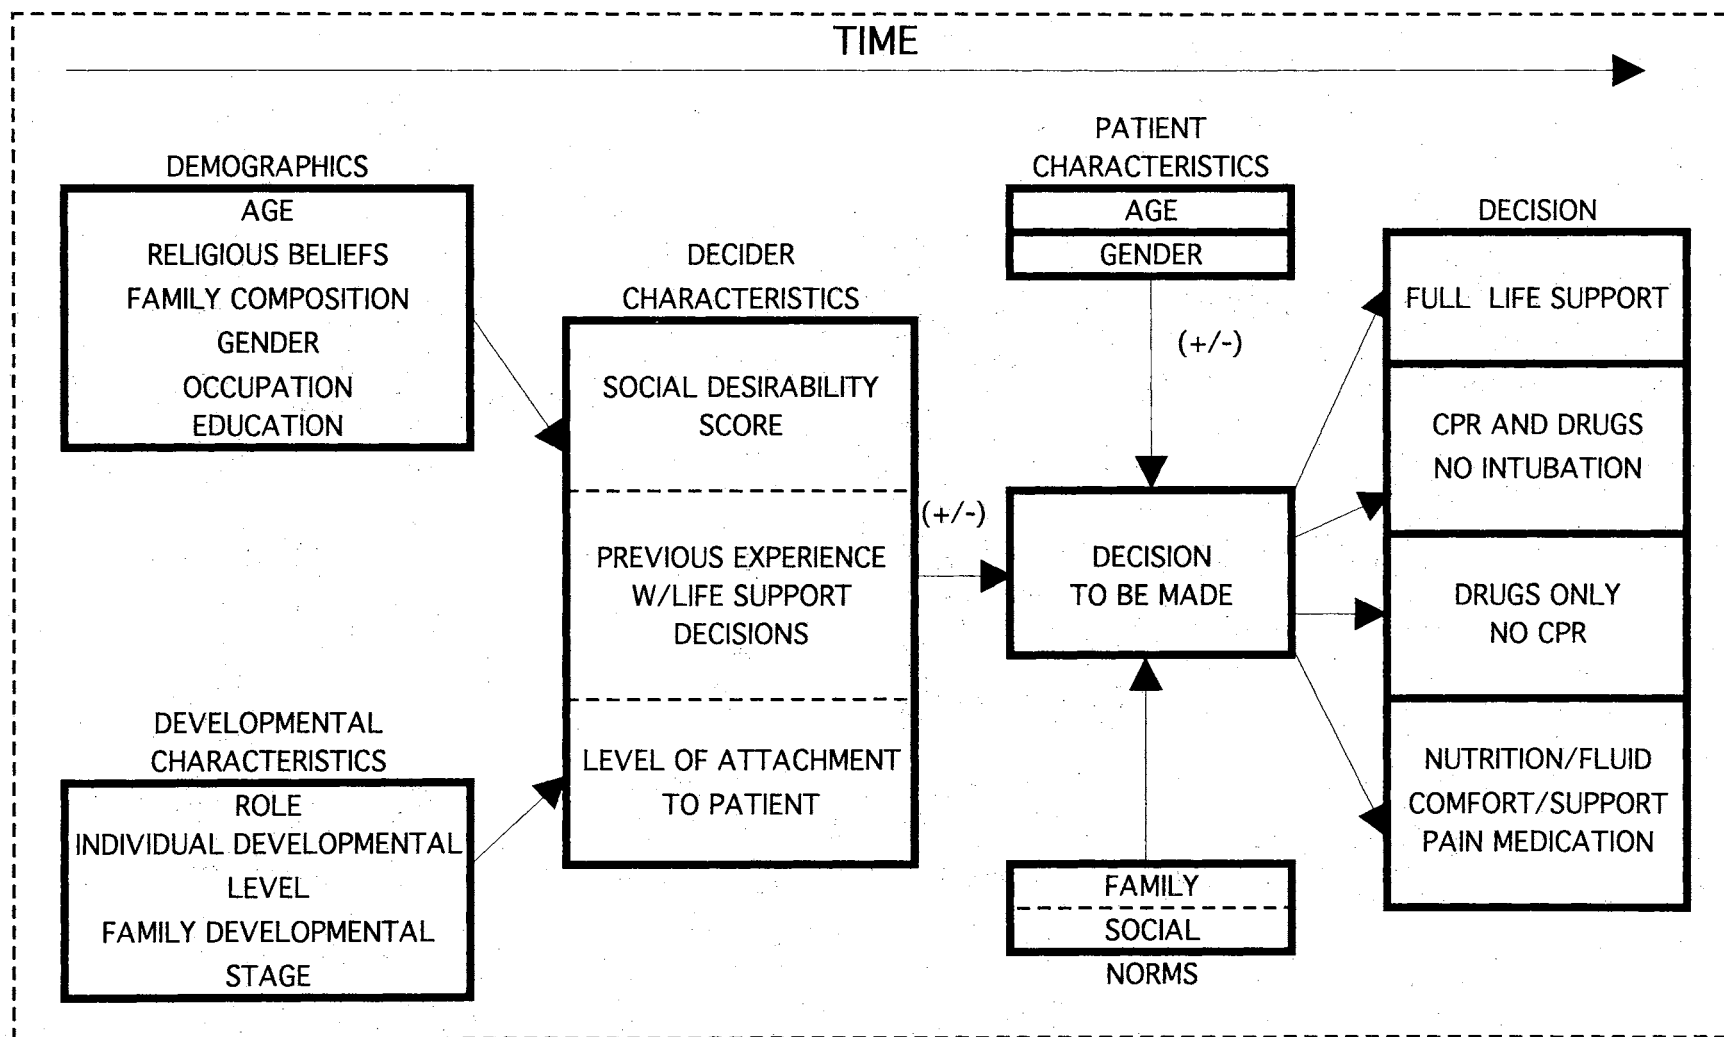 TIME
DEMOGRAPHICS
AGE
RELIGIOUS BELIEFS
FAMILY COMPOSITION
GENDER
OCCUPATION
EDUCATION
DEVELOPMENTAL
CHARACTERISTICS
ROLE
INDIVIDUAL DEVELOPMENTAL
LEVEL
FAMILY DEVELOPMENTAL
STAGE
DECIDER
CHARACTERISTICS
SOCIAL DESIRABILITY
SCORE
PREVIOUS EXPERIENCE
W/LIFE SUPPORT
DECISIONS
LEVEL OF ATTACHMENT
TO PATIENT
(+/-)
PATIENT
CHARACTERISTICS
AGE
GENDER
(+/-)
DECISION
TO BE MADE
FAMILY
SOCIAL
NORMS
DECISION
FULL LIFE SUPPORT
CPR AND DRUGS
NO INTUBATION
DRUGS ONLY
NO CPR
NUTRITION/FLUID
COMFORT/SUPPORT
PAIN MEDICATION